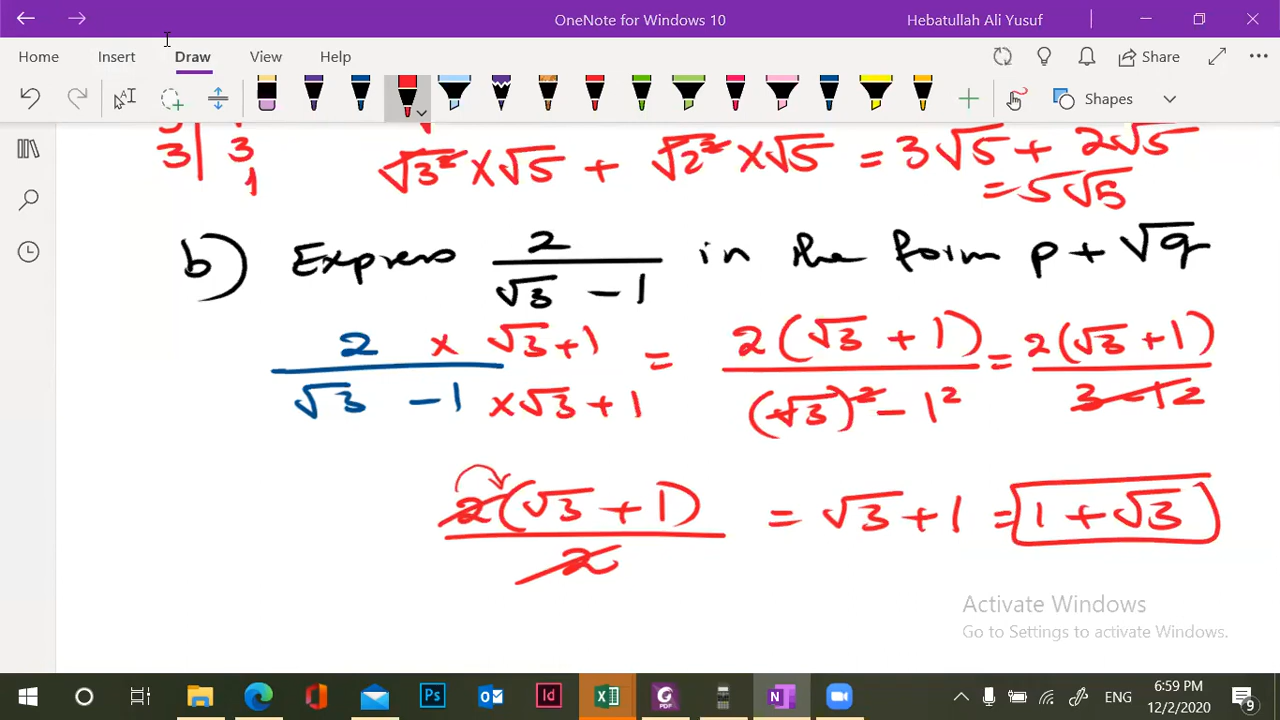 OneNote for Windows 10
Hebatullah Ali Yusuf
Home Insert Draw View Help
Share
Shapes
3 | 3
1
√3² × √5 + √2² × √5 = 3√5 + 2√5
= 5√5
b) Express 2/(√3 − 1) in the form p + √q
2 × √3+1 / √3 − 1 × √3 + 1 = 2(√3 + 1) / (√3)² − 1² = 2(√3 + 1) / 3−1 2
2(√3 + 1) / 2 = √3 + 1 = 1 + √3
Activate Windows
Go to Settings to activate Windows.
ENG
6:59 PM
12/2/2020
9